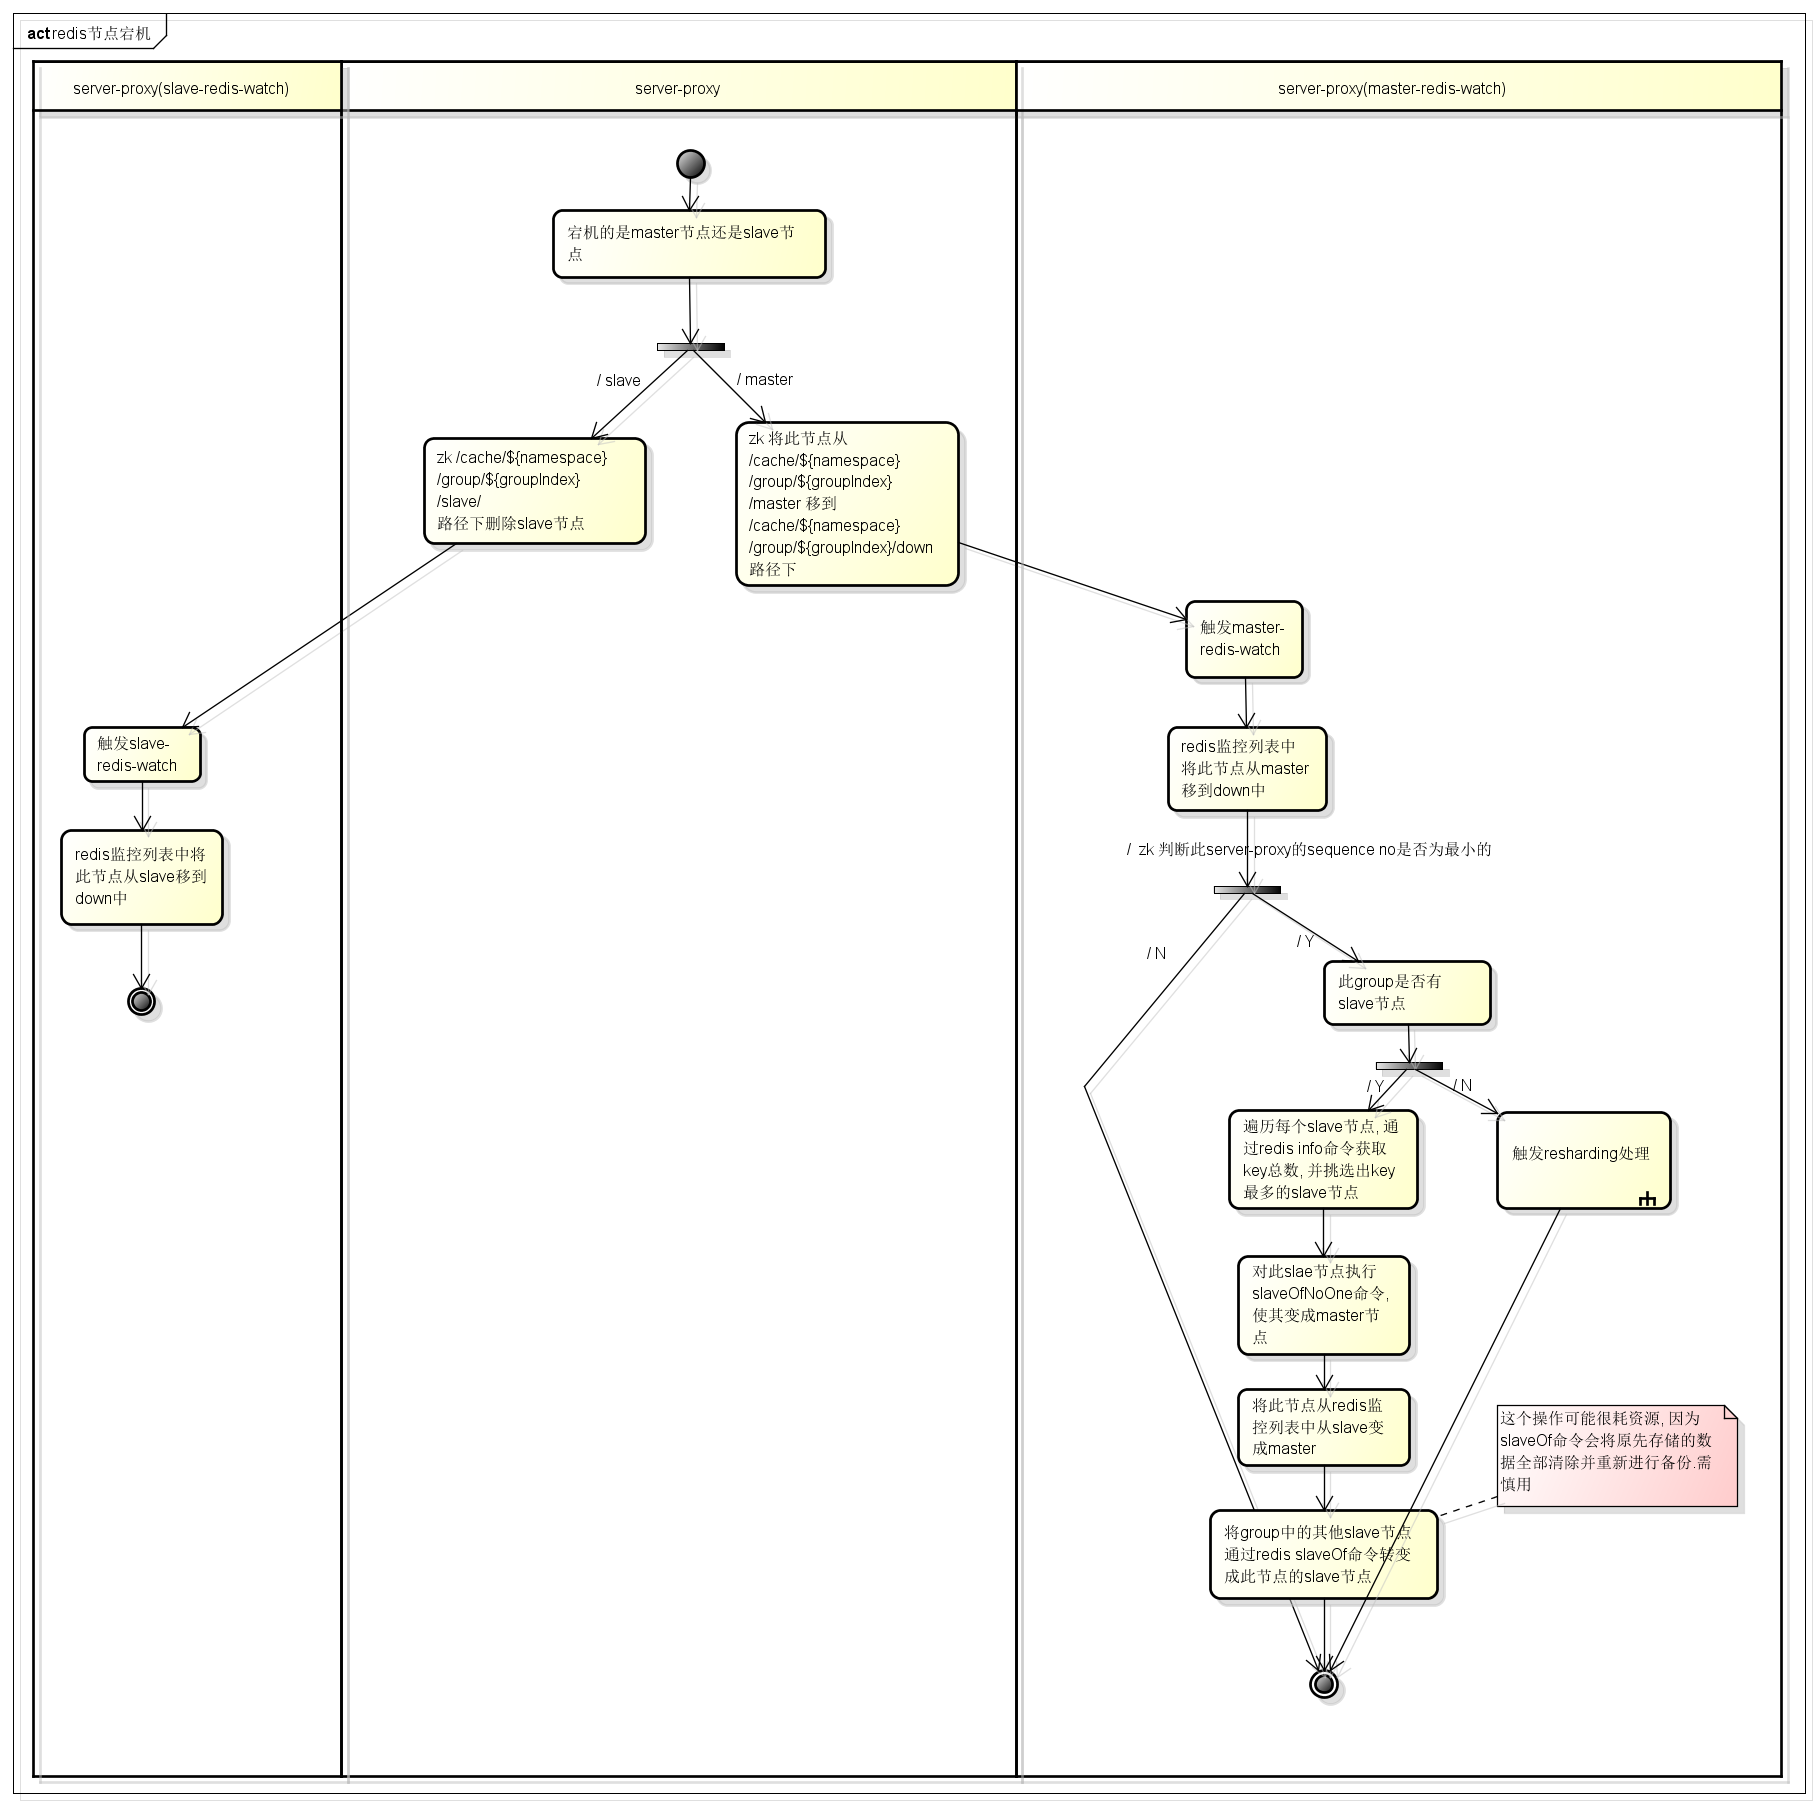 act redis节点宕机
server-proxy(slave-redis-watch)
server-proxy
server-proxy(master-redis-watch)
宕机的是master节点还是slave节
点
/ slave
/ master
zk /cache/${namespace}
/group/${groupIndex}
/slave/
路径下删除slave节点
zk 将此节点从
/cache/${namespace}
/group/${groupIndex}
/master 移到
/cache/${namespace}
/group/${groupIndex}/down
路径下
触发master-
redis-watch
触发slave-
redis-watch
redis监控列表中
将此节点从master
移到down中
redis监控列表中将
此节点从slave移到
down中
/ zk 判断此server-proxy的sequence no是否为最小的
/ N
/ Y
此group是否有
slave节点
/ Y
/ N
遍历每个slave节点, 通
过redis info命令获取
key总数, 并挑选出key
最多的slave节点
触发resharding处理
对此slae节点执行
slaveOfNoOne命令,
使其变成master节
点
将此节点从redis监
控列表中从slave变
成master
这个操作可能很耗资源, 因为
slaveOf命令会将原先存储的数
据全部清除并重新进行备份.需
慎用
将group中的其他slave节点
通过redis slaveOf命令转变
成此节点的slave节点